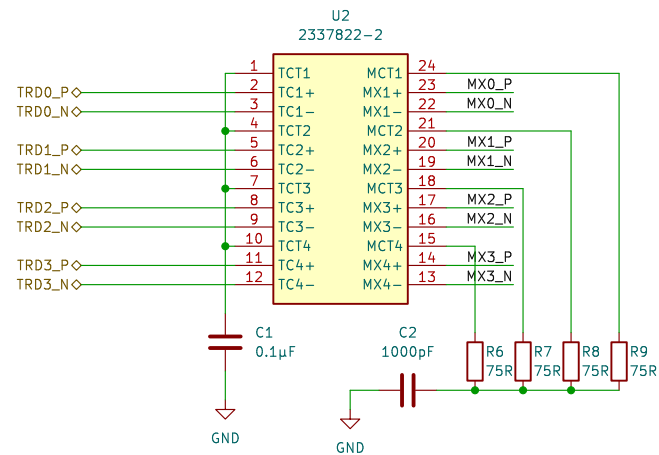 U2
2337822-2
1 TCT1 MCT1 24
TRD0_P 2 TC1+ MX1+ 23 MX0_P
TRD0_N 3 TC1- MX1- 22 MX0_N
4 TCT2 MCT2 21
TRD1_P 5 TC2+ MX2+ 20 MX1_P
TRD1_N 6 TC2- MX2- 19 MX1_N
7 TCT3 MCT3 18
TRD2_P 8 TC3+ MX3+ 17 MX2_P
TRD2_N 9 TC3- MX3- 16 MX2_N
10 TCT4 MCT4 15
TRD3_P 11 TC4+ MX4+ 14 MX3_P
TRD3_N 12 TC4- MX4- 13 MX3_N
C1
0.1µF
GND
C2
1000pF
GND
R6
75R
R7
75R
R8
75R
R9
75R